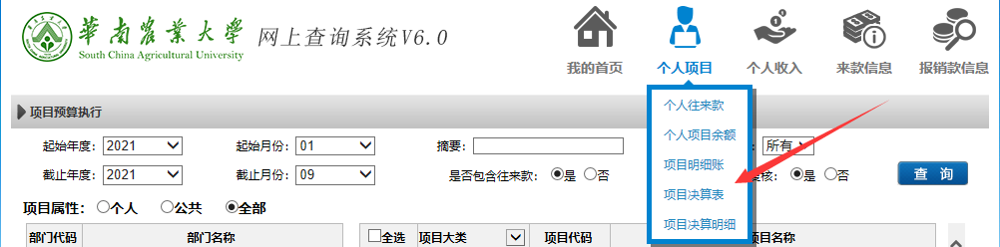 華南農業大學
South China Agricultural University
网上查询系统V6.0
我的首页
个人项目
个人收入
来款信息
报销款信息
个人往来款
个人项目余额
项目明细账
项目决算表
项目决算明细
项目预算执行
起始年度: 2021
起始月份: 01
摘要:
: 所有
截止年度: 2021
截止月份: 09
是否包含往来款: 是 否
复核: 是 否
查 询
项目属性: 个人 公共 全部
部门代码 部门名称
全选 项目大类 项目代码 项目名称